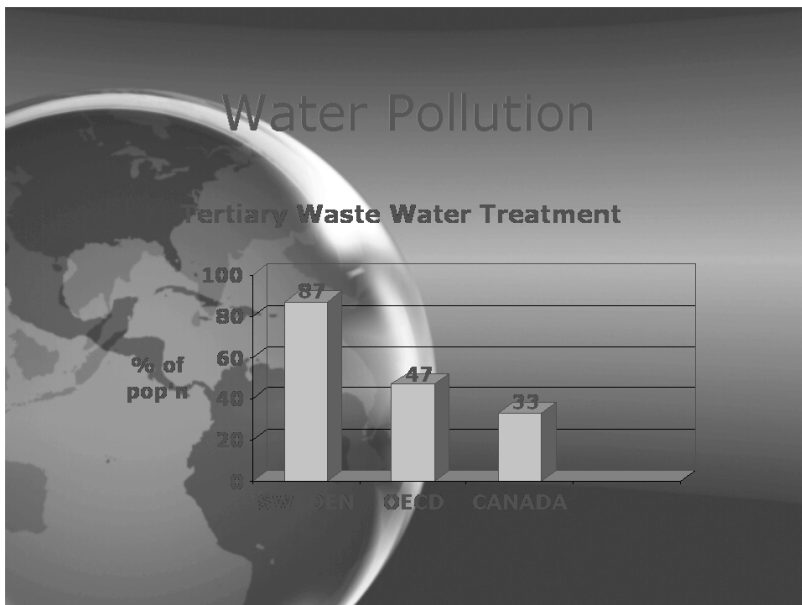 Water Pollution
Tertiary Waste Water Treatment
100
87
80
% of
pop'n
60
47
40
33
20
0
SWEDEN OECD CANADA